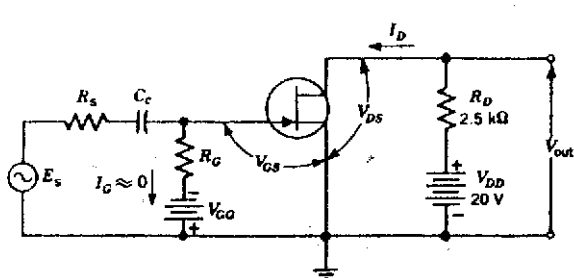 I_D
R_s
C_c
R_D
2.5 kΩ
V_DS
V_out
R_G
V_GS
E_s
I_G ≈ 0
V_GG
V_DD
20 V
+
−
−
+